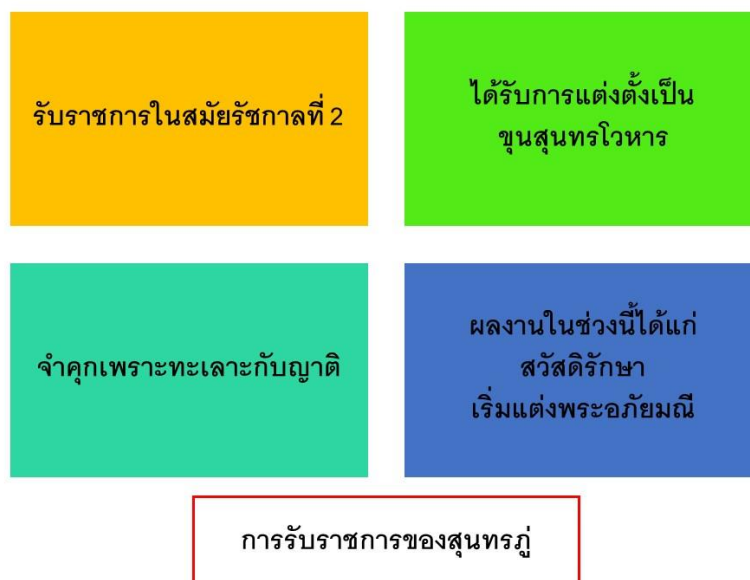 รับราชการในสมัยรัชกาลที่ 2
ได้รับการแต่งตั้งเป็น
ขุนสุนทรโวหาร
จำคุกเพราะทะเลาะกับญาติ
ผลงานในช่วงนี้ได้แก่
สวัสดิรักษา
เริ่มแต่งพระอภัยมณี
การรับราชการของสุนทรภู่